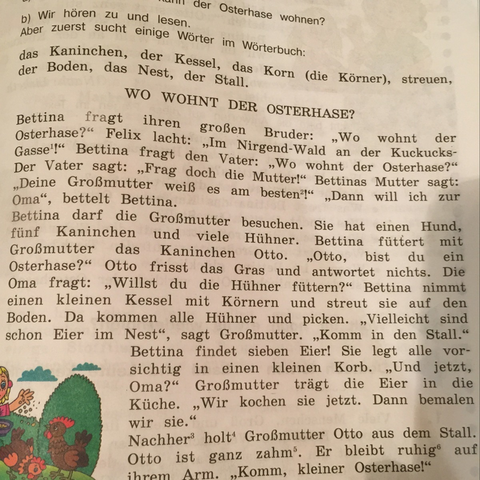 kann der Osterhase wohnen?
b) Wir hören zu und lesen.
Aber zuerst sucht einige Wörter im Wörterbuch:
das Kaninchen, der Kessel, das Korn (die Körner), streuen,
der Boden, das Nest, der Stall.
WO WOHNT DER OSTERHASE?
Bettina fragt ihren großen Bruder: „Wo wohnt der
Osterhase?“ Felix lacht: „Im Nirgend-Wald an der Kuckucks-
Gasse¹!“ Bettina fragt den Vater: „Wo wohnt der Osterhase?“
Der Vater sagt: „Frag doch die Mutter!“ Bettinas Mutter sagt:
„Deine Großmutter weiß es am besten²!“ „Dann will ich zur
Oma“, bettelt Bettina.
Bettina darf die Großmutter besuchen. Sie hat einen Hund,
fünf Kaninchen und viele Hühner. Bettina füttert mit
Großmutter das Kaninchen Otto. „Otto, bist du ein
Osterhase?“ Otto frisst das Gras und antwortet nichts. Die
Oma fragt: „Willst du die Hühner füttern?“ Bettina nimmt
einen kleinen Kessel mit Körnern und streut sie auf den
Boden. Da kommen alle Hühner und picken. „Vielleicht sind
schon Eier im Nest“, sagt Großmutter. „Komm in den Stall.“
Bettina findet sieben Eier! Sie legt alle vor-
sichtig in einen kleinen Korb. „Und jetzt,
Oma?“ Großmutter trägt die Eier in die
Küche. „Wir kochen sie jetzt. Dann bemalen
wir sie.“
Nachher³ holt⁴ Großmutter Otto aus dem Stall.
Otto ist ganz zahm⁵. Er bleibt ruhig⁶ auf
ihrem Arm. „Komm, kleiner Osterhase!“